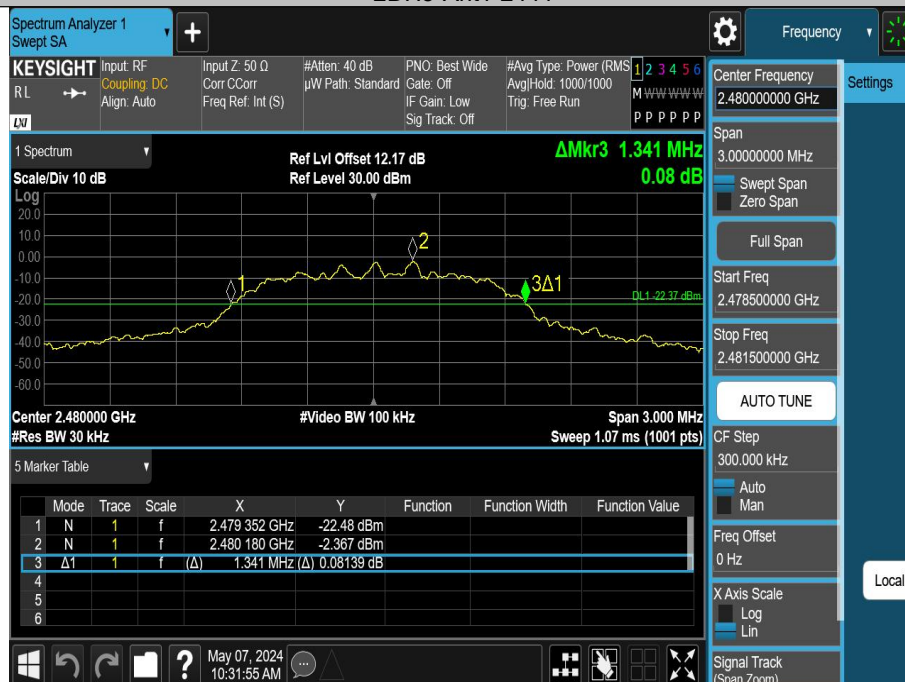 Spectrum Analyzer 1
Swept SA
+
Frequency
KEYSIGHT
RL
LXI
Input: RF
Coupling: DC
Align: Auto
Input Z: 50 Ω
Corr CCorr
Freq Ref: Int (S)
#Atten: 40 dB
µW Path: Standard
PNO: Best Wide
Gate: Off
IF Gain: Low
Sig Track: Off
#Avg Type: Power (RMS
Avg|Hold: 1000/1000
Trig: Free Run
1 2 3 4 5 6
M W W W W W
P P P P P P
1 Spectrum
Scale/Div 10 dB
Ref Lvl Offset 12.17 dB
Ref Level 30.00 dBm
ΔMkr3 1.341 MHz
0.08 dB
Log
20.0
10.0
0.00
-10.0
-20.0
-30.0
-40.0
-50.0
-60.0
1
2
3Δ1
DL1 -22.37 dBm
Center 2.480000 GHz
#Res BW 30 kHz
#Video BW 100 kHz
Span 3.000 MHz
Sweep 1.07 ms (1001 pts)
5 Marker Table
Mode Trace Scale X Y Function Function Width Function Value
1 N 1 f 2.479 352 GHz -22.48 dBm
2 N 1 f 2.480 180 GHz -2.367 dBm
3 Δ1 1 f (Δ) 1.341 MHz (Δ) 0.08139 dB
4
5
6
?
May 07, 2024
10:31:55 AM
Center Frequency
2.480000000 GHz
Span
3.00000000 MHz
Swept Span
Zero Span
Full Span
Start Freq
2.478500000 GHz
Stop Freq
2.481500000 GHz
AUTO TUNE
CF Step
300.000 kHz
Auto
Man
Freq Offset
0 Hz
X Axis Scale
Log
Lin
Signal Track
(Span Zoom)
Settings
Local